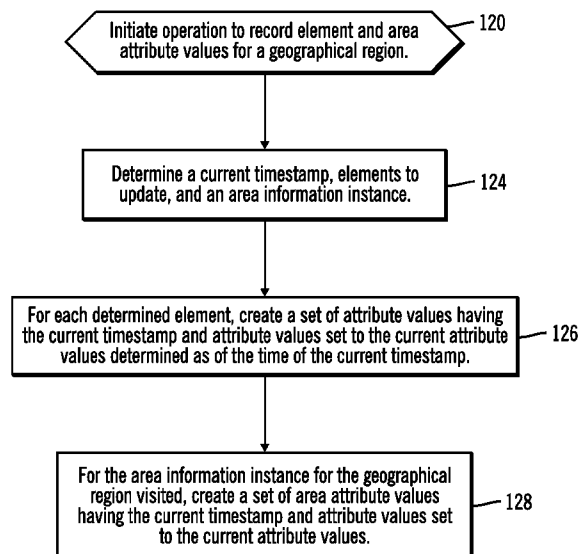 Initiate operation to record element and area
attribute values for a geographical region.
120
Determine a current timestamp, elements to
update, and an area information instance.
124
For each determined element, create a set of attribute values having
the current timestamp and attribute values set to the current attribute
values determined as of the time of the current timestamp.
126
For the area information instance for the geographical
region visited, create a set of area attribute values
having the current timestamp and attribute values set
to the current attribute values.
128